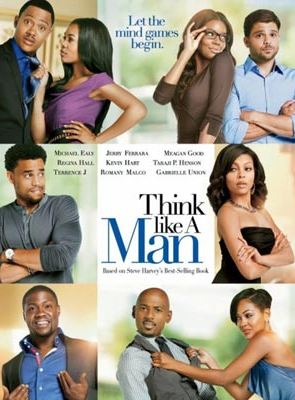 Let the
mind games
begin.
MICHAEL EALY JERRY FERRARA MEAGAN GOOD
REGINA HALL KEVIN HART TARAJI P. HENSON
TERRENCE J ROMANY MALCO GABRIELLE UNION
Think
like A
Man
BASED ON STEVE HARVEY'S BEST-SELLING BOOK